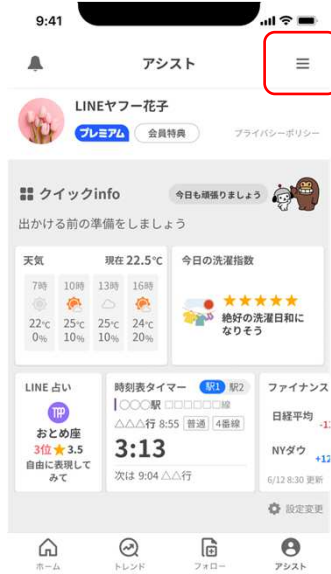 9:41
アシスト
LINEヤフー花子
プレミアム 会員特典 プライバシーポリシー
クイックinfo 今日も頑張りましょう
出かける前の準備をしましょう
天気 現在 22.5℃
7時 10時 13時 16時
22℃ 25℃ 25℃ 24℃
0% 10% 10% 20%
今日の洗濯指数
絶好の洗濯日和に
なりそう
LINE 占い
おとめ座
3位 3.5
自由に表現して
みて
時刻表タイマー 駅1 駅2
○○○駅 □□□□□□線
△△△行 8:55 普通 4番線
3:13
次は 9:04 △△行
ファイナンス
日経平均
NYダウ
6/12 8:30 更新
設定変更
ホーム トレンド フォロー アシスト